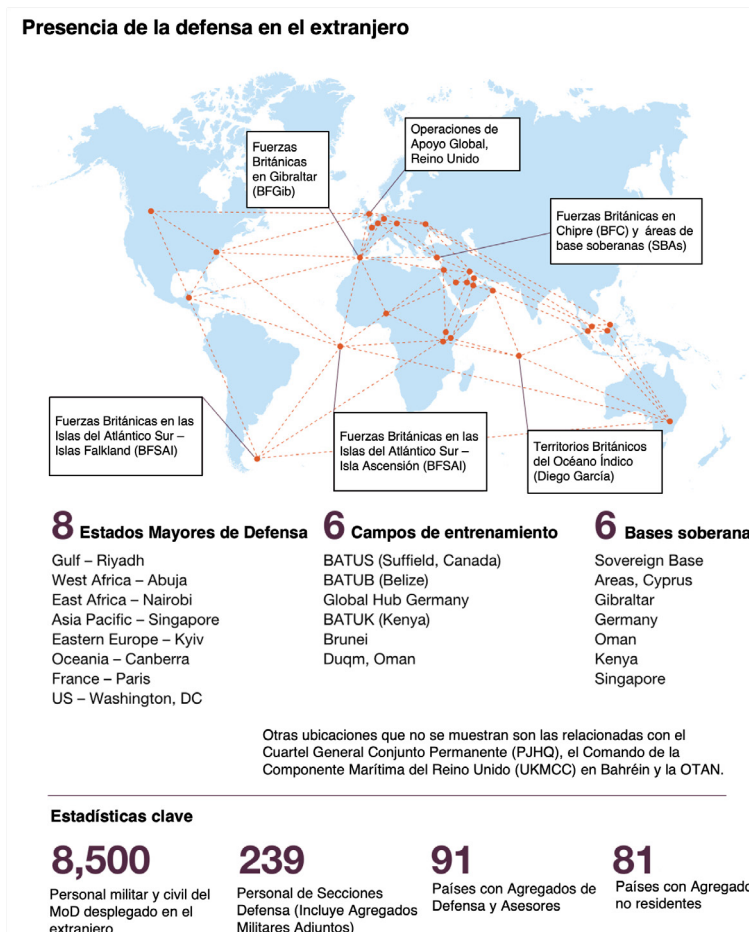 Presencia de la defensa en el extranjero
Operaciones de
Apoyo Global,
Reino Unido
Fuerzas
Británicas
en Gibraltar
(BFGib)
Fuerzas Británicas en
Chipre (BFC) y áreas de
base soberanas (SBAs)
Fuerzas Británicas en las
Islas del Atlántico Sur –
Islas Falkland (BFSAI)
Fuerzas Británicas en las
Islas del Atlántico Sur –
Isla Ascensión (BFSAI)
Territorios Británicos
del Océano Índico
(Diego García)
8 Estados Mayores de Defensa
Gulf – Riyadh
West Africa – Abuja
East Africa – Nairobi
Asia Pacific – Singapore
Eastern Europe – Kyiv
Oceania – Canberra
France – Paris
US – Washington, DC
6 Campos de entrenamiento
BATUS (Suffield, Canada)
BATUB (Belize)
Global Hub Germany
BATUK (Kenya)
Brunei
Duqm, Oman
6 Bases soberana
Sovereign Base
Areas, Cyprus
Gibraltar
Germany
Oman
Kenya
Singapore
Otras ubicaciones que no se muestran son las relacionadas con el
Cuartel General Conjunto Permanente (PJHQ), el Comando de la
Componente Marítima del Reino Unido (UKMCC) en Bahréin y la OTAN.
Estadísticas clave
8,500
Personal militar y civil del
MoD desplegado en el
extranjero
239
Personal de Secciones
Defensa (Incluye Agregados
Militares Adjuntos)
91
Países con Agregados de
Defensa y Asesores
81
Países con Agregado
no residentes